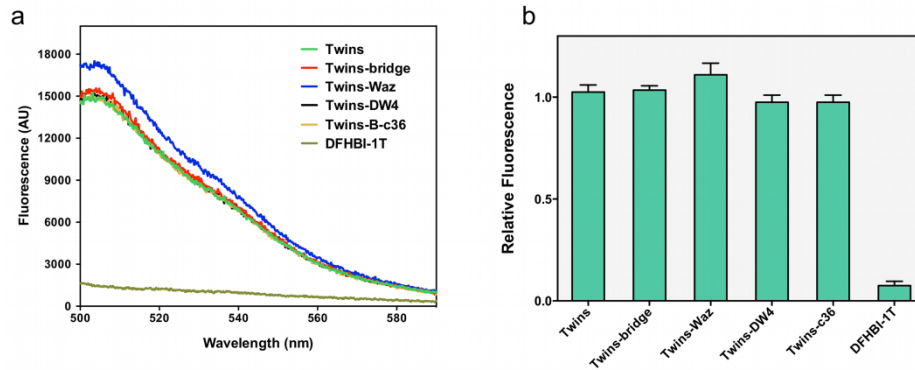 a
18000
15000
12000
9000
6000
3000
0
500
520
540
560
580
Fluorescence (AU)
Wavelength (nm)
Twins
Twins-bridge
Twins-Waz
Twins-DW4
Twins-B-c36
DFHBI-1T
b
1.0
0.5
0.0
Relative Fluorescence
Twins
Twins-bridge
Twins-Waz
Twins-DW4
Twins-c36
DFHBI-1T